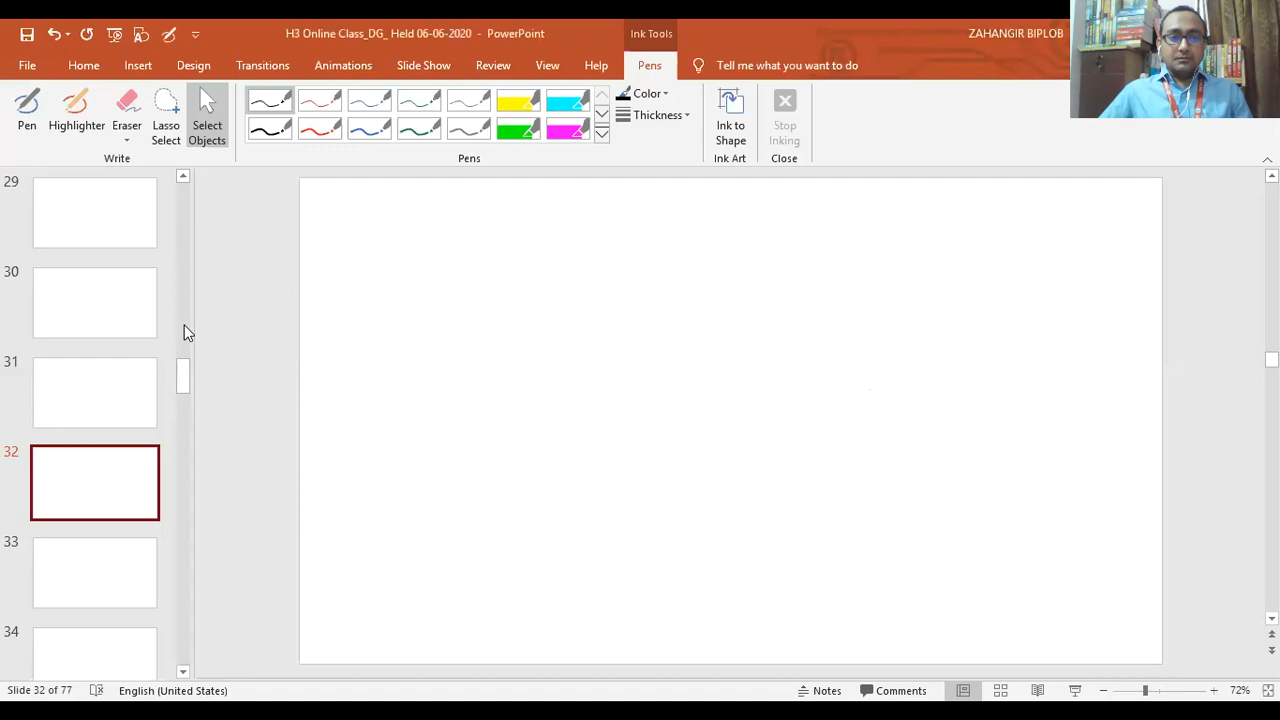 H3 Online Class_DG_ Held 06-06-2020 - PowerPoint
Ink Tools
ZAHANGIR BIPLOB
File Home Insert Design Transitions Animations Slide Show Review View Help Pens Tell me what you want to do
Pen Highlighter Eraser Lasso Select Select Objects
Write
Pens
Color
Thickness
Ink to Shape
Ink Art
Stop Inking
Close
29
30
31
32
33
34
Slide 32 of 77 English (United States) Notes Comments 72%